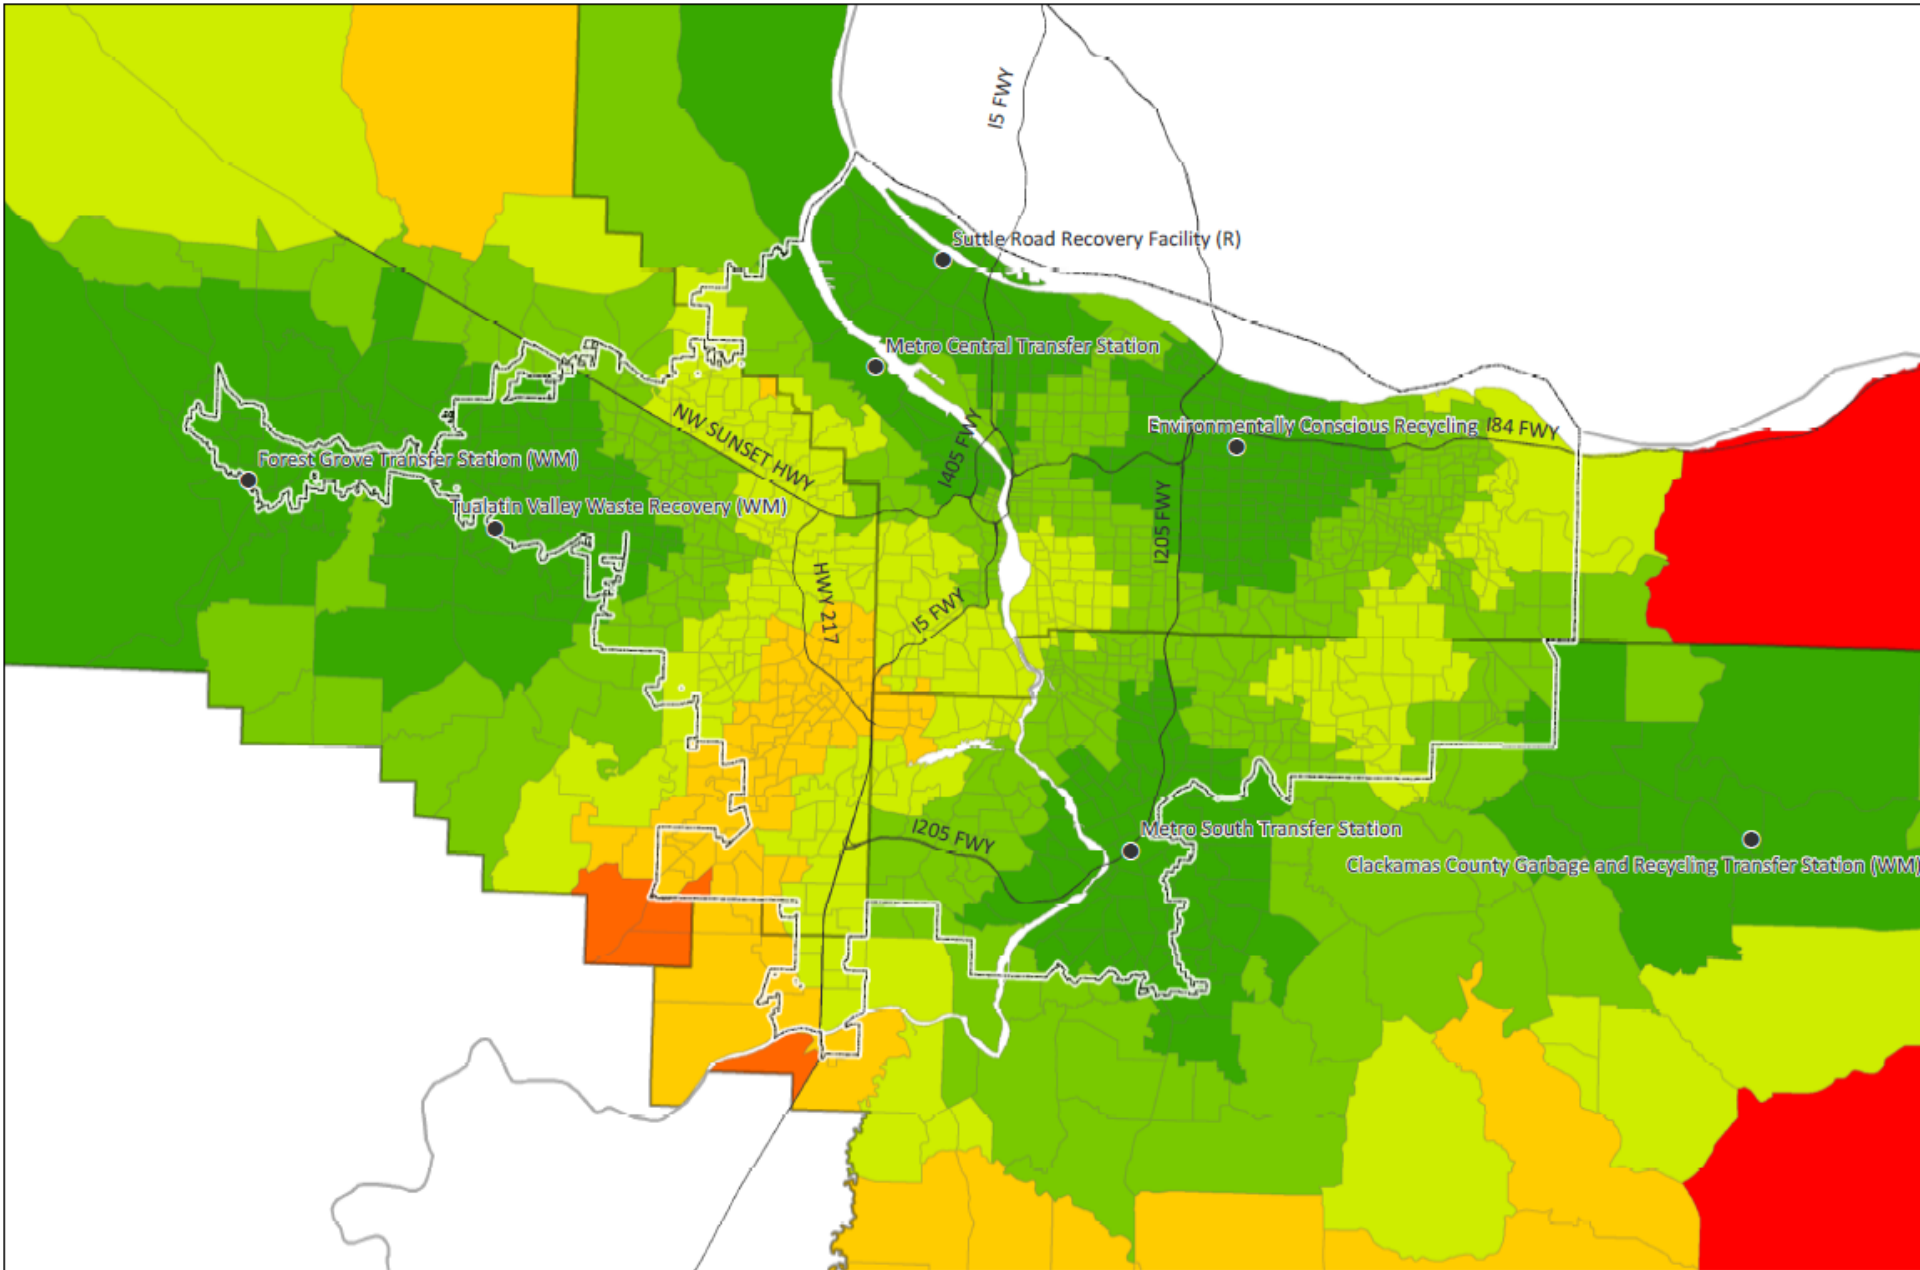 I5 FWY
Suttle Road Recovery Facility (R)
Metro Central Transfer Station
NW SUNSET HWY
I405 FWY
Environmentally Conscious Recycling
I84 FWY
Forest Grove Transfer Station (WM)
Tualatin Valley Waste Recovery (WM)
I205 FWY
HWY 217
I5 FWY
I205 FWY
Metro South Transfer Station
Clackamas County Garbage and Recycling Transfer Station (WM)